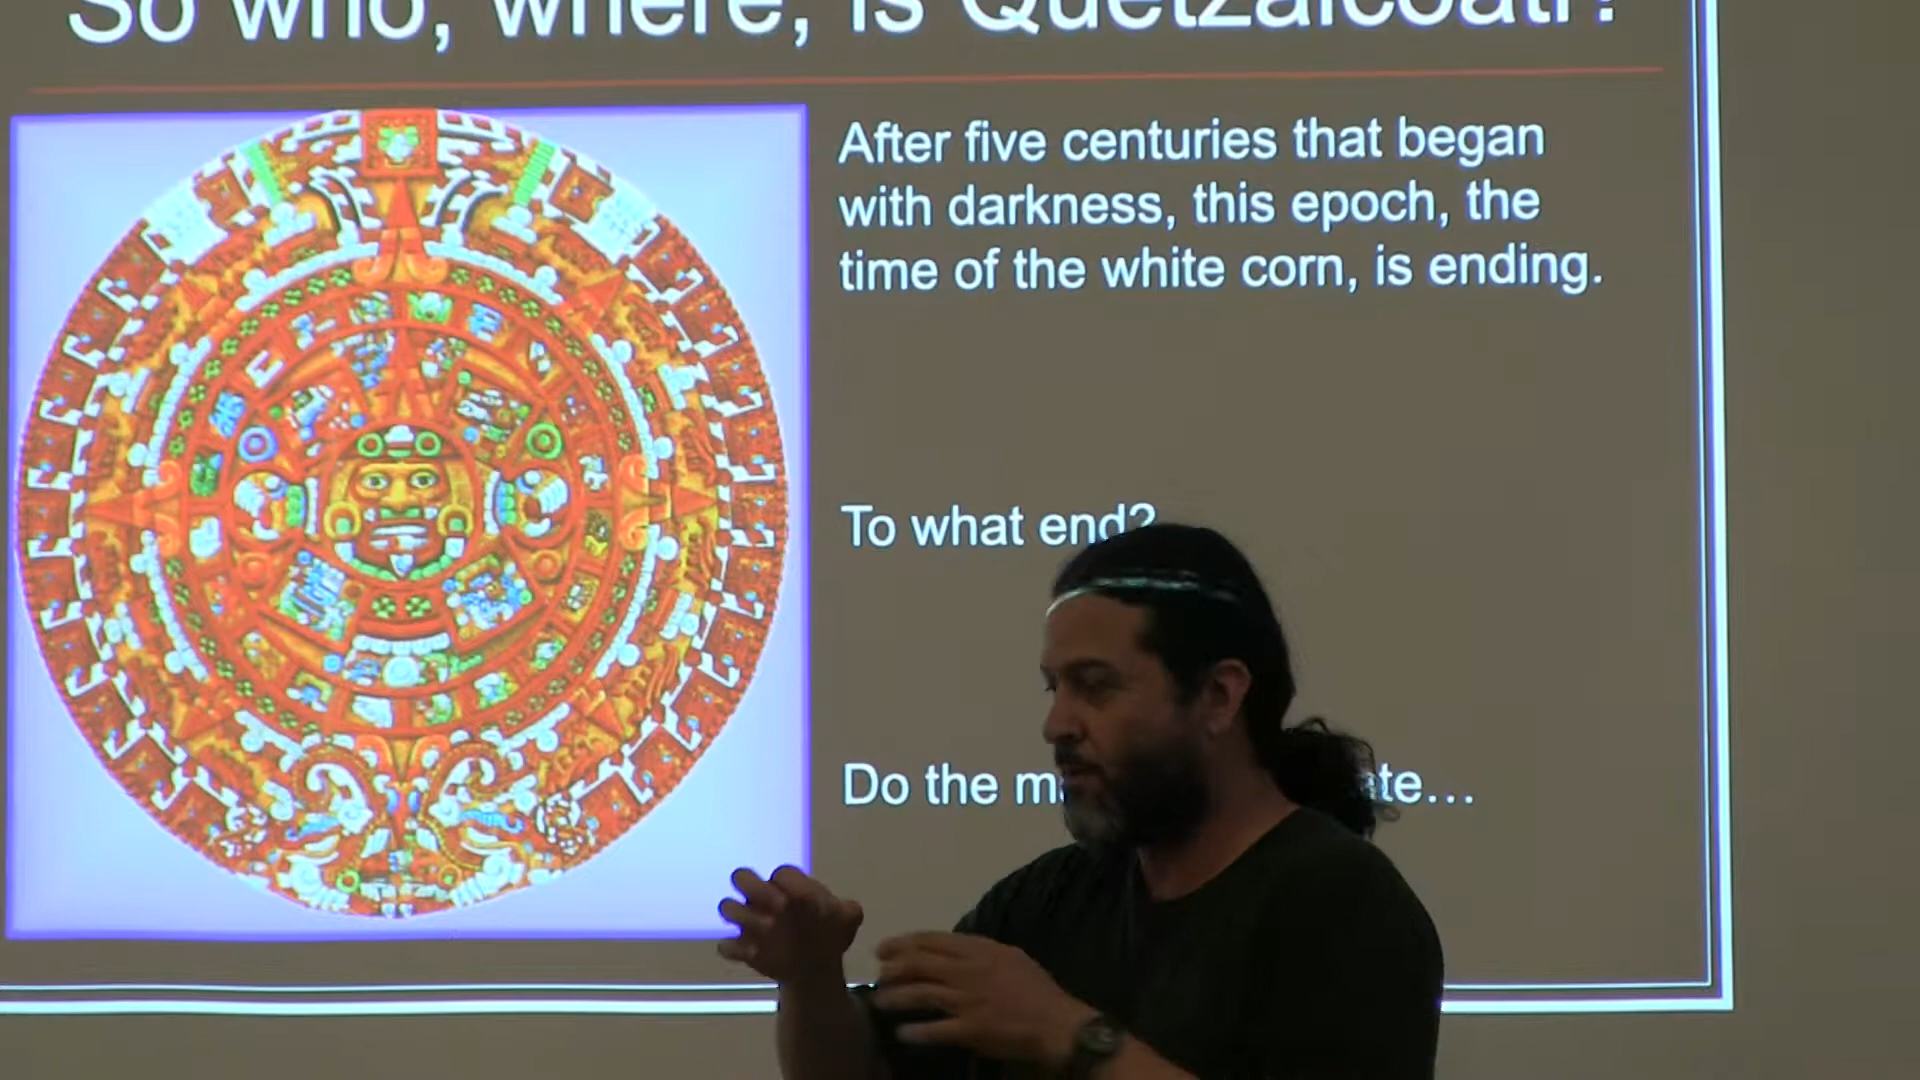 So who, where, is Quetzalcoatl?
After five centuries that began
with darkness, this epoch, the
time of the white corn, is ending.
To what end?
Do the